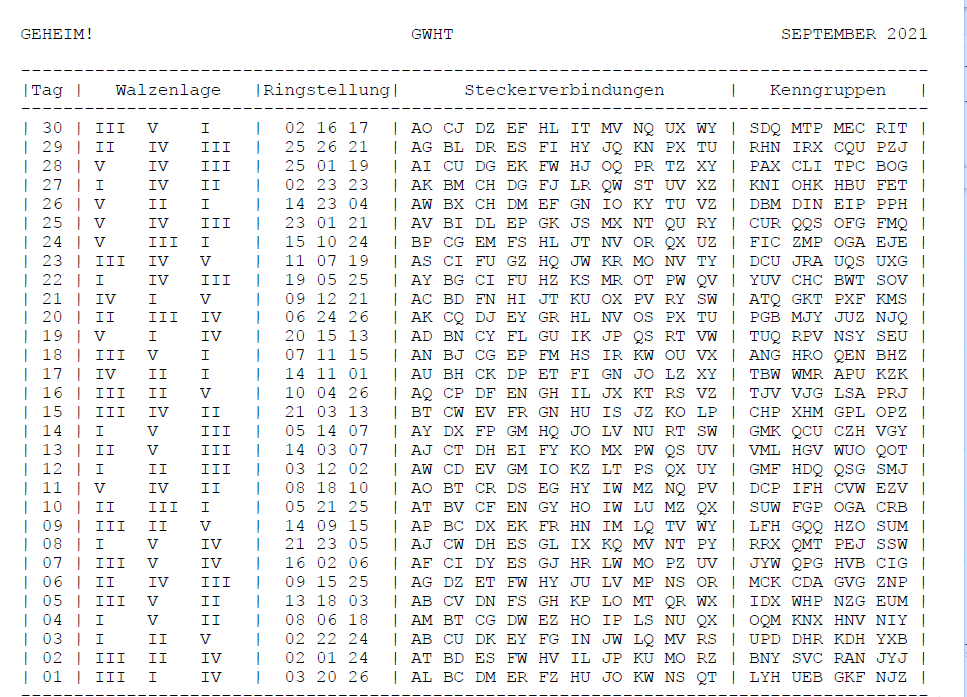 GEHEIM! GWHT SEPTEMBER 2021
--------------------------------------------------------------------------------------
|Tag | Walzenlage |Ringstellung| Steckerverbindungen | Kenngruppen |
--------------------------------------------------------------------------------------
| 30 | III V I | 02 16 17 | AO CJ DZ EF HL IT MV NQ UX WY | SDQ MTP MEC RIT |
| 29 | II IV III | 25 26 21 | AG BL DR ES FI HY JQ KN PX TU | RHN IRX CQU PZJ |
| 28 | V IV III | 25 01 19 | AI CU DG EK FW HJ OQ PR TZ XY | PAX CLI TPC BOG |
| 27 | I IV II | 02 23 23 | AK BM CH DG FJ LR QW ST UV XZ | KNI OHK HBU FET |
| 26 | V II I | 14 23 04 | AW BX CH DM EF GN IO KY TU VZ | DBM DIN EIP PPH |
| 25 | V IV III | 23 01 21 | AV BI DL EP GK JS MX NT QU RY | CUR QQS OFG FMQ |
| 24 | V III I | 15 10 24 | BP CG EM FS HL JT NV OR QX UZ | FIC ZMP OGA EJE |
| 23 | III IV V | 11 07 19 | AS CI FU GZ HQ JW KR MO NV TY | DCU JRA UQS UXG |
| 22 | I IV III | 19 05 25 | AY BG CI FU HZ KS MR OT PW QV | YUV CHC BWT SOV |
| 21 | IV I V | 09 12 21 | AC BD FN HI JT KU OX PV RY SW | ATQ GKT PXF KMS |
| 20 | II III IV | 06 24 26 | AK CQ DJ EY GR HL NV OS PX TU | PGB MJY JUZ NJQ |
| 19 | V I IV | 20 15 13 | AD BN CY FL GU IK JP QS RT VW | TUQ RPV NSY SEU |
| 18 | III V I | 07 11 15 | AN BJ CG EP FM HS IR KW OU VX | ANG HRO QEN BHZ |
| 17 | IV II I | 14 11 01 | AU BH CK DP ET FI GN JO LZ XY | TBW WMR APU KZK |
| 16 | III II V | 10 04 26 | AQ CP DF EN GH IL JX KT RS VZ | TJV VJG LSA PRJ |
| 15 | III IV II | 21 03 13 | BT CW EV FR GN HU IS JZ KO LP | CHP XHM GPL OPZ |
| 14 | I V III | 05 14 07 | AY DX FP GM HQ JO LV NU RT SW | GMK QCU CZH VGY |
| 13 | II V III | 14 03 07 | AJ CT DH EI FY KO MX PW QS UV | VML HGV WUO QOT |
| 12 | I II III | 03 12 02 | AW CD EV GM IO KZ LT PS QX UY | GMF HDQ QSG SMJ |
| 11 | V IV II | 08 18 10 | AO BT CR DS EG HY IW MZ NQ PV | DCP IFH CVW EZV |
| 10 | II III I | 05 21 25 | AT BV CF EN GY HO IW LU MZ QX | SUW FGP OGA CRB |
| 09 | III II V | 14 09 15 | AP BC DX EK FR HN IM LQ TV WY | LFH GQQ HZO SUM |
| 08 | I V IV | 21 23 05 | AJ CW DH ES GL IX KQ MV NT PY | RRX QMT PEJ SSW |
| 07 | III V IV | 16 02 06 | AF CI DY ES GJ HR LW MO PZ UV | JYW QPG HVB CIG |
| 06 | II IV III | 09 15 25 | AG DZ ET FW HY JU LV MP NS OR | MCK CDA GVG ZNP |
| 05 | III V II | 13 18 03 | AB CV DN FS GH KP LO MT QR WX | IDX WHP NZG EUM |
| 04 | I V II | 08 06 18 | AM BT CG DW EZ HO IP LS NU QX | OQM KNX HNV NIY |
| 03 | I II V | 02 22 24 | AB CU DK EY FG IN JW LQ MV RS | UPD DHR KDH YXB |
| 02 | III II IV | 02 01 24 | AT BD ES FW HV IL JP KU MO RZ | BNY SVC RAN JYJ |
| 01 | III I IV | 03 20 26 | AL BC DM ER FZ HU JO KW NS QT | LYH UEB GKF NJZ |
--------------------------------------------------------------------------------------